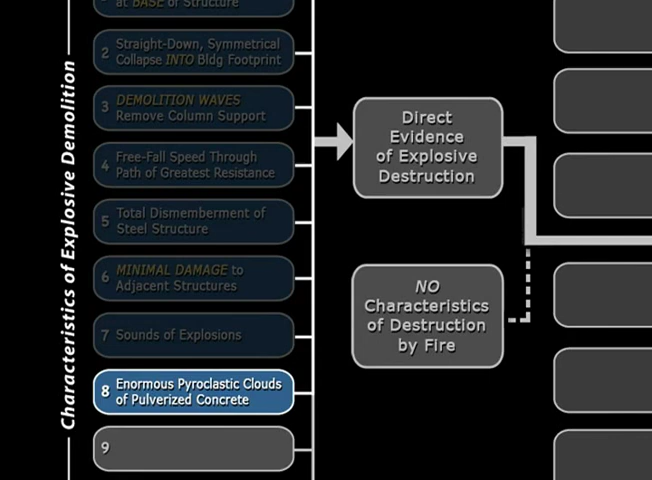 at BASE of Structure
2 Straight-Down, Symmetrical
Collapse INTO Bldg Footprint
3 DEMOLITION WAVES
Remove Column Support
4 Free-Fall Speed Through
Path of Greatest Resistance
5 Total Dismemberment of
Steel Structure
6 MINIMAL DAMAGE to
Adjacent Structures
7 Sounds of Explosions
8 Enormous Pyroclastic Clouds
of Pulverized Concrete
9
Characteristics of Explosive Demolition
Direct
Evidence
of Explosive
Destruction
NO
Characteristics
of Destruction
by Fire